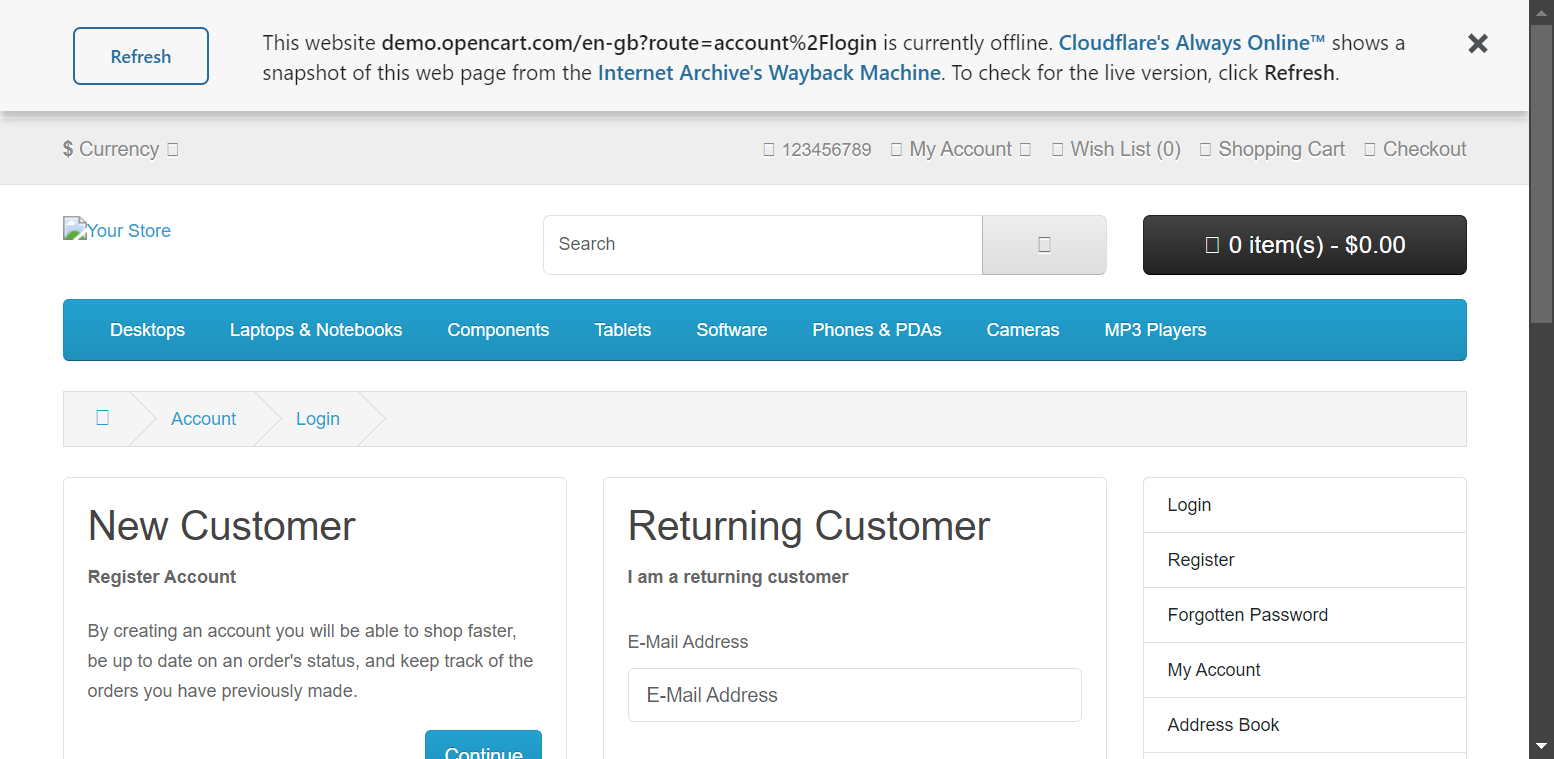 Refresh
This website demo.opencart.com/en-gb?route=account%2Flogin is currently offline. Cloudflare's Always Online™ shows a
snapshot of this web page from the Internet Archive's Wayback Machine. To check for the live version, click Refresh.
$ Currency
123456789 My Account Wish List (0) Shopping Cart Checkout
Your Store
Search
0 item(s) - $0.00
Desktops Laptops & Notebooks Components Tablets Software Phones & PDAs Cameras MP3 Players
Account Login
New Customer
Register Account
By creating an account you will be able to shop faster,
be up to date on an order's status, and keep track of the
orders you have previously made.
Continue
Returning Customer
I am a returning customer
E-Mail Address
E-Mail Address
Login
Register
Forgotten Password
My Account
Address Book